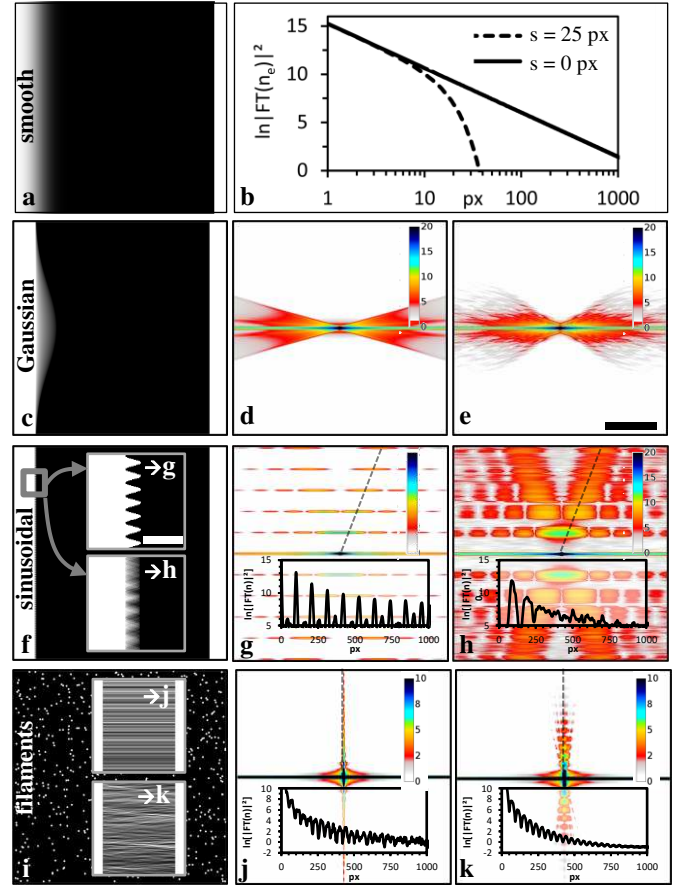 smooth
a
ln|FT(nₑ)|²
15
10
5
0
1
10
px
100
1000
s = 25 px
s = 0 px
b
Gaussian
c
20
15
10
5
0
d
20
15
10
5
0
e
sinusoidal
→g
→h
f
20
15
10
5
0
ln[|FT(n)|²]
15
10
5
0
250
500
750
1000
px
g
20
15
10
5
0
ln[|FT(n)|²]
15
10
5
0
250
500
750
1000
px
h
filaments
→j
→k
i
10
8
6
5
2
0
ln[|FT(n)|²]
10
8
6
4
2
0
-2
0
250
500
750
1000
px
j
10
8
6
5
2
0
ln[|FT(n)|²]
10
8
6
4
2
0
-2
0
250
500
750
1000
px
k